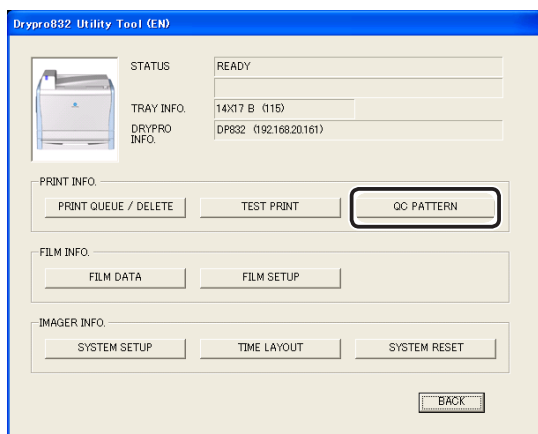 Drypro832 Utility Tool (EN)
STATUS READY
TRAY INFO. 14X17 B (115)
DRYPRO INFO. DP832 (192.168.20.161)
PRINT INFO.
PRINT QUEUE / DELETE TEST PRINT QC PATTERN
FILM INFO.
FILM DATA FILM SETUP
IMAGER INFO.
SYSTEM SETUP TIME LAYOUT SYSTEM RESET
BACK